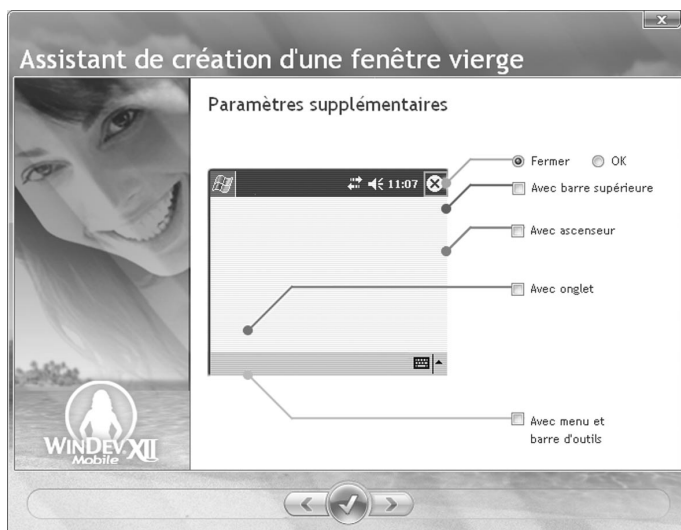 Assistant de création d'une fenêtre vierge
Paramètres supplémentaires
11:07
Fermer OK
Avec barre supérieure
Avec ascenseur
Avec onglet
Avec menu et
barre d'outils
WINDEV XII
Mobile